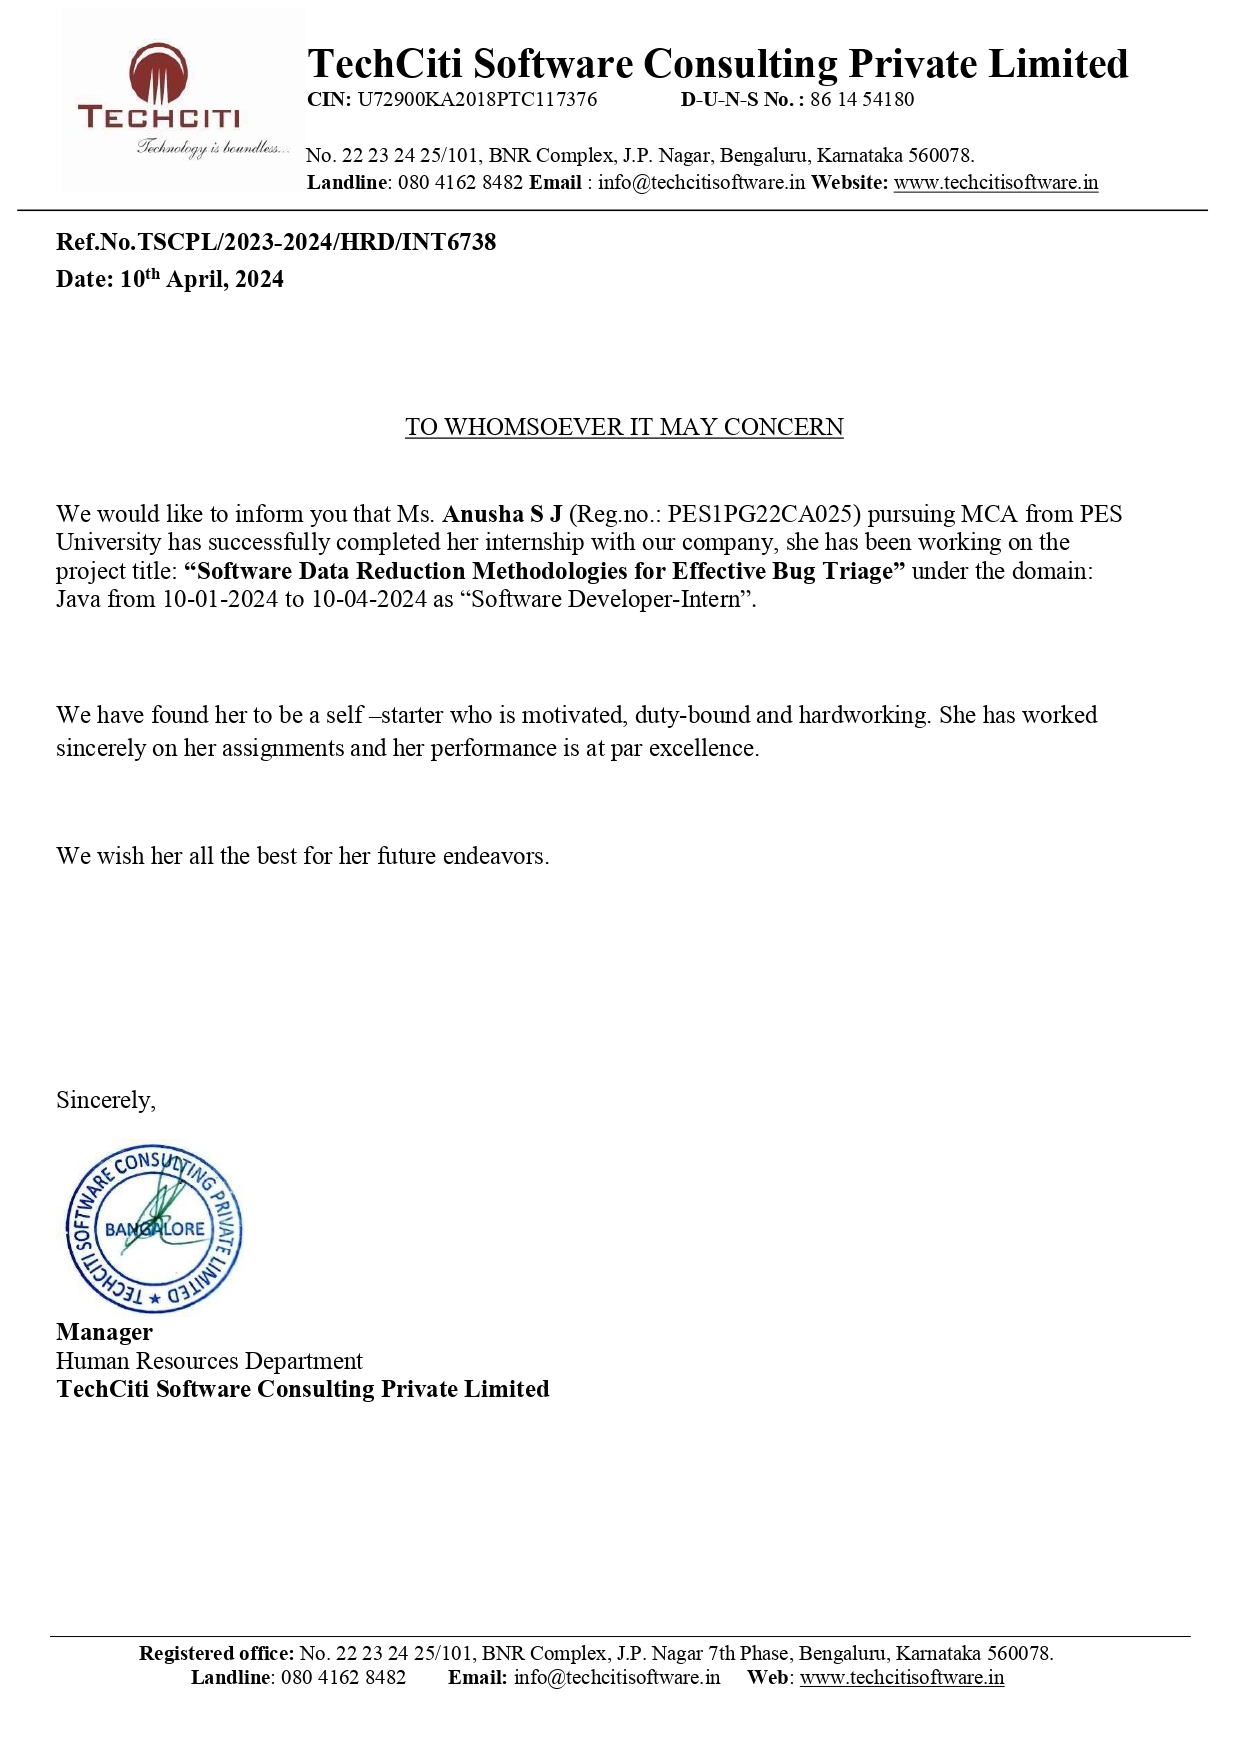 TECHCITI
Technology is boundless...
TechCiti Software Consulting Private Limited
CIN: U72900KA2018PTC117376 D-U-N-S No. : 86 14 54180
No. 22 23 24 25/101, BNR Complex, J.P. Nagar, Bengaluru, Karnataka 560078.
Landline: 080 4162 8482 Email : info@techcitisoftware.in Website: www.techcitisoftware.in
Ref.No.TSCPL/2023-2024/HRD/INT6738
Date: 10th April, 2024
TO WHOMSOEVER IT MAY CONCERN
We would like to inform you that Ms. Anusha S J (Reg.no.: PES1PG22CA025) pursuing MCA from PES
University has successfully completed her internship with our company, she has been working on the
project title: “Software Data Reduction Methodologies for Effective Bug Triage” under the domain:
Java from 10-01-2024 to 10-04-2024 as “Software Developer-Intern”.
We have found her to be a self –starter who is motivated, duty-bound and hardworking. She has worked
sincerely on her assignments and her performance is at par excellence.
We wish her all the best for her future endeavors.
Sincerely,
TECHCITI SOFTWARE CONSULTING PRIVATE LIMITED ★
BANGALORE
Manager
Human Resources Department
TechCiti Software Consulting Private Limited
Registered office: No. 22 23 24 25/101, BNR Complex, J.P. Nagar 7th Phase, Bengaluru, Karnataka 560078.
Landline: 080 4162 8482 Email: info@techcitisoftware.in Web: www.techcitisoftware.in